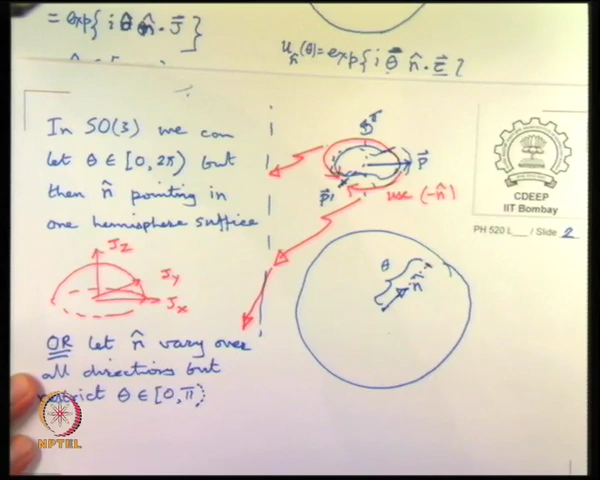 = exp{ i θ n̂ · J⃗ }
U_n̂(θ) = exp{ i θ n̂ · τ⃗ }
In SO(3) we can
let θ ∈ [0, 2π) but
then n̂ pointing in
one hemisphere suffice
J_Z
J_Y
J_X
OR let n̂ vary over
all directions but
restrict θ ∈ [0, π)
P⃗
P⃗'
use (-n̂)
θ
n̂
CDEEP
IIT Bombay
PH 520 L___ / Slide 2
NPTEL